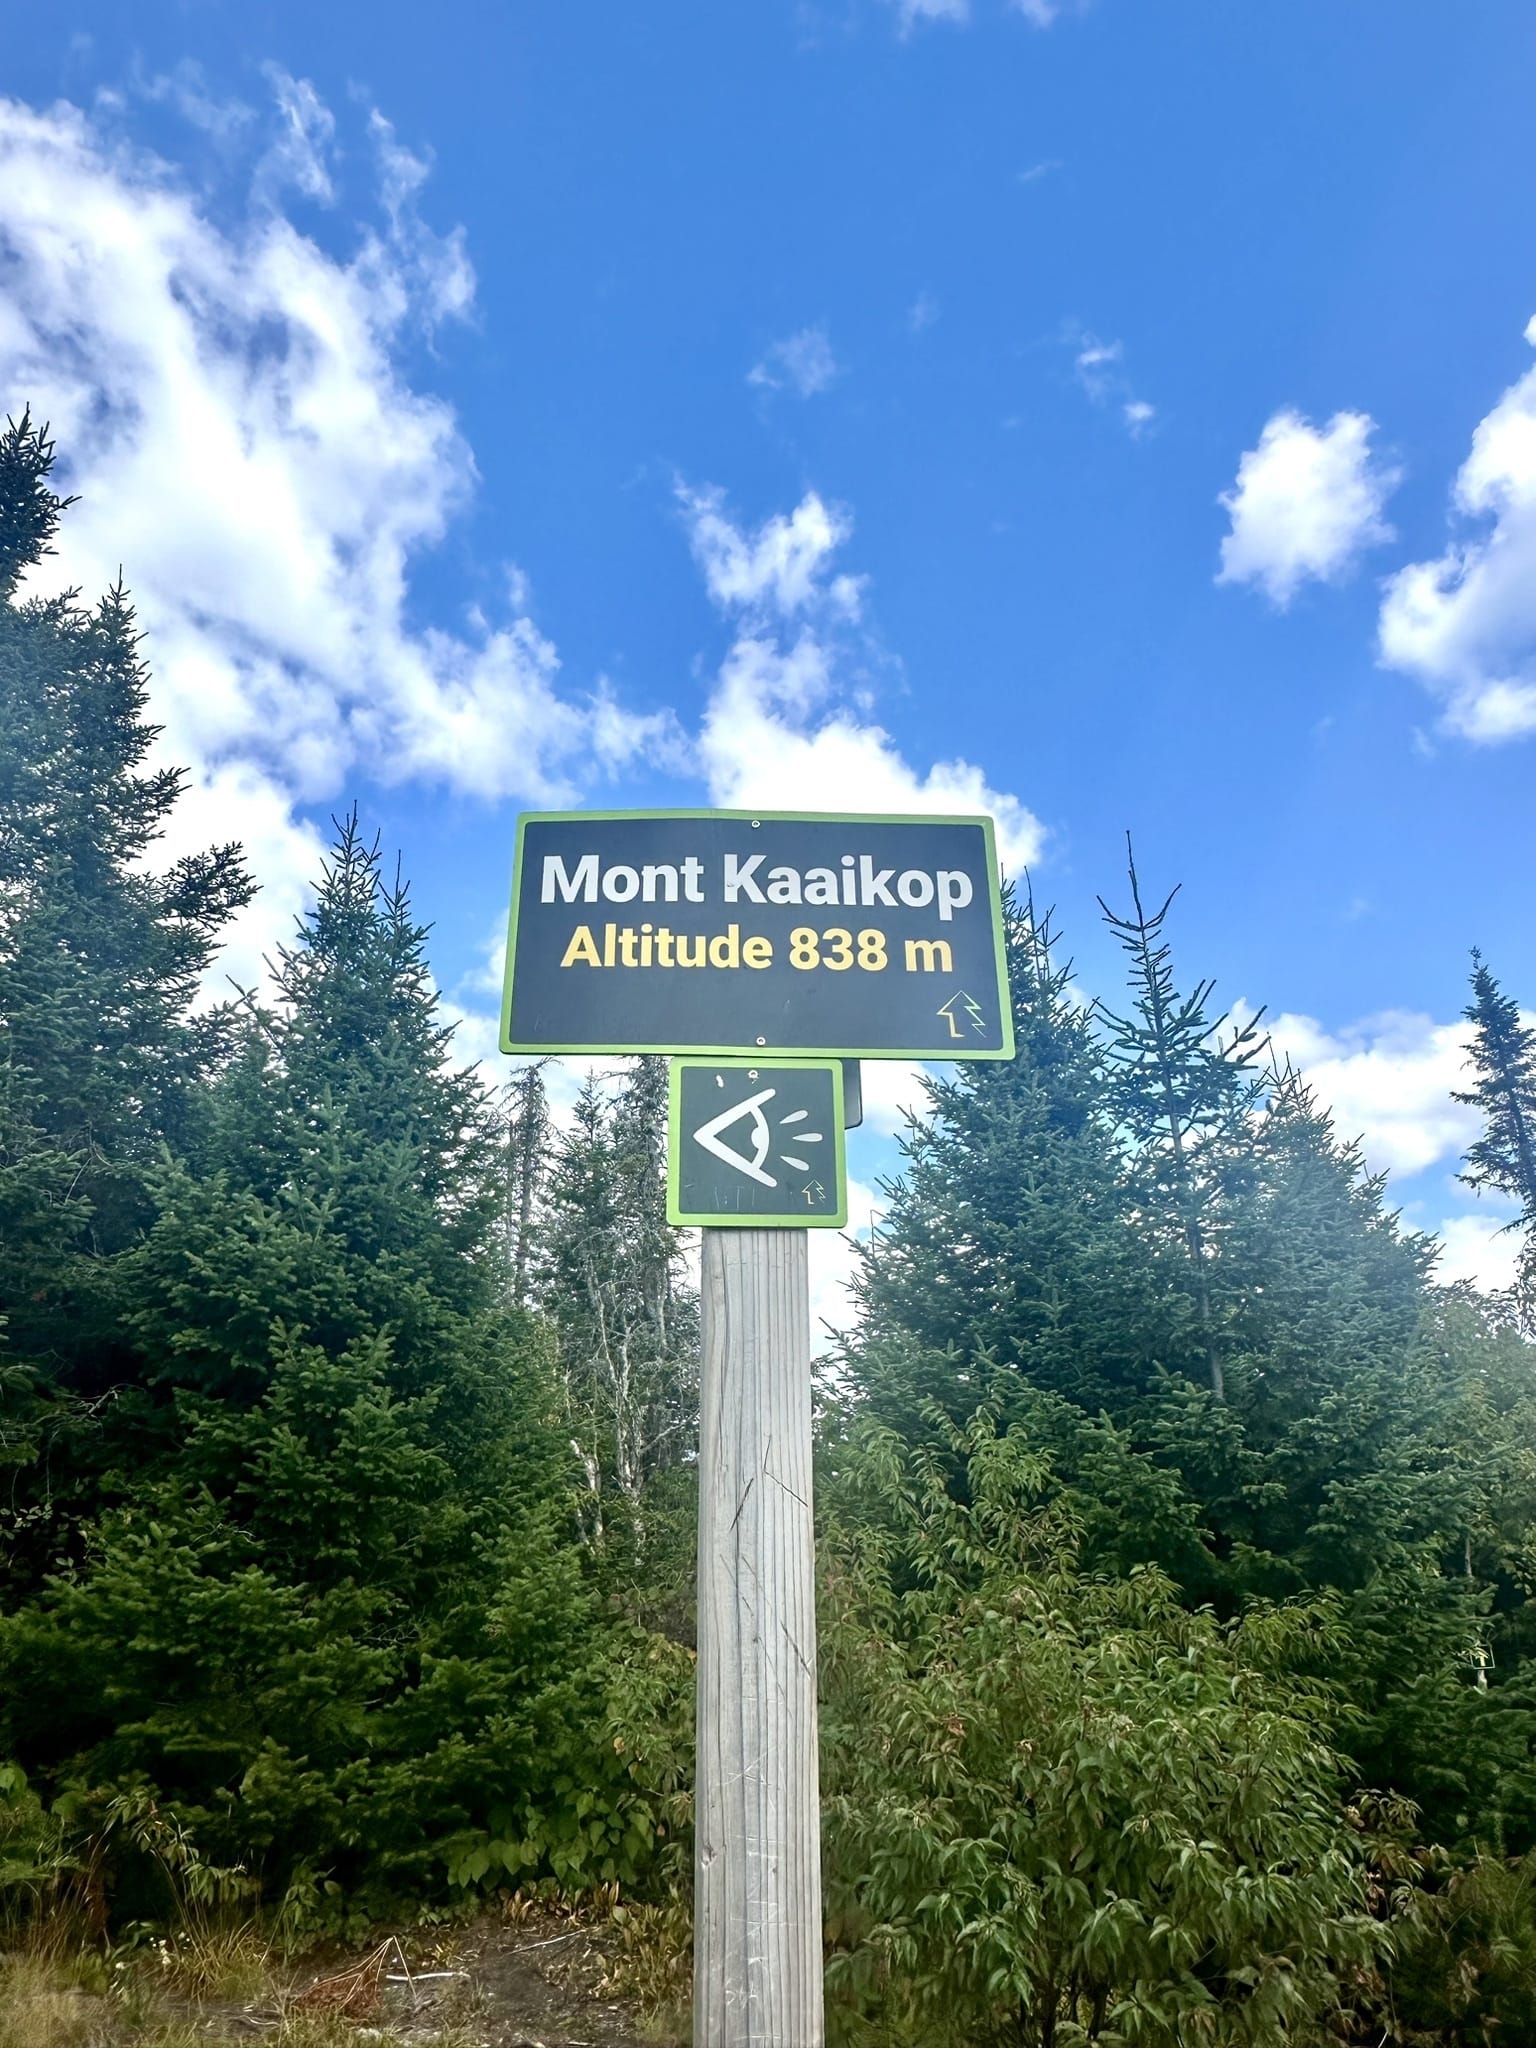 Mont Kaaikop
Altitude 838 m